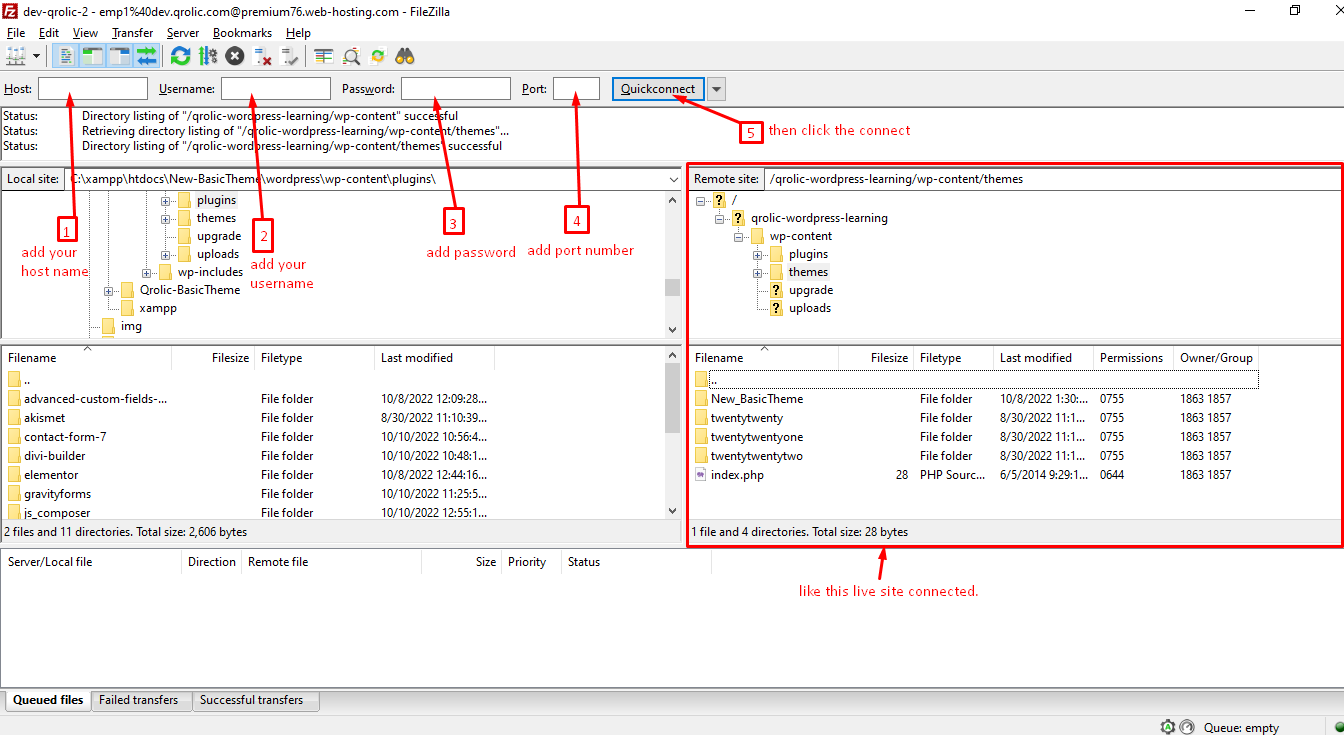 dev-qrolic-2 - emp1%40dev.qrolic.com@premium76.web-hosting.com - FileZilla
File Edit View Transfer Server Bookmarks Help
Host: Username: Password: Port: Quickconnect
Status: Directory listing of "/qrolic-wordpress-learning/wp-content" successful
Status: Retrieving directory listing of "/qrolic-wordpress-learning/wp-content/themes"...
Status: Directory listing of "/qrolic-wordpress-learning/wp-content/themes" successful
5 then click the connect
Local site: C:\xampp\htdocs\New-BasicTheme\wordpress\wp-content\plugins\
plugins
themes
upgrade
uploads
wp-includes
Qrolic-BasicTheme
xampp
img
1
add your
host name
2
add your
username
3
add password
4
add port number
Remote site: /qrolic-wordpress-learning/wp-content/themes
/
qrolic-wordpress-learning
wp-content
plugins
themes
upgrade
uploads
Filename Filesize Filetype Last modified
..
advanced-custom-fields-... File folder 10/8/2022 12:09:28...
akismet File folder 8/30/2022 11:10:39...
contact-form-7 File folder 10/10/2022 10:56:4...
divi-builder File folder 10/10/2022 10:48:1...
elementor File folder 10/8/2022 12:44:16...
gravityforms File folder 10/10/2022 11:25:5...
js_composer File folder 10/10/2022 12:55:1...
2 files and 11 directories. Total size: 2,606 bytes
Filename Filesize Filetype Last modified Permissions Owner/Group
..
New_BasicTheme File folder 10/8/2022 1:30:... 0755 1863 1857
twentytwenty File folder 8/30/2022 11:1... 0755 1863 1857
twentytwentyone File folder 8/30/2022 11:1... 0755 1863 1857
twentytwentytwo File folder 8/30/2022 11:1... 0755 1863 1857
index.php 28 PHP Sourc... 6/5/2014 9:29:1... 0644 1863 1857
1 file and 4 directories. Total size: 28 bytes
Server/Local file Direction Remote file Size Priority Status
like this live site connected.
Queued files Failed transfers Successful transfers
Queue: empty